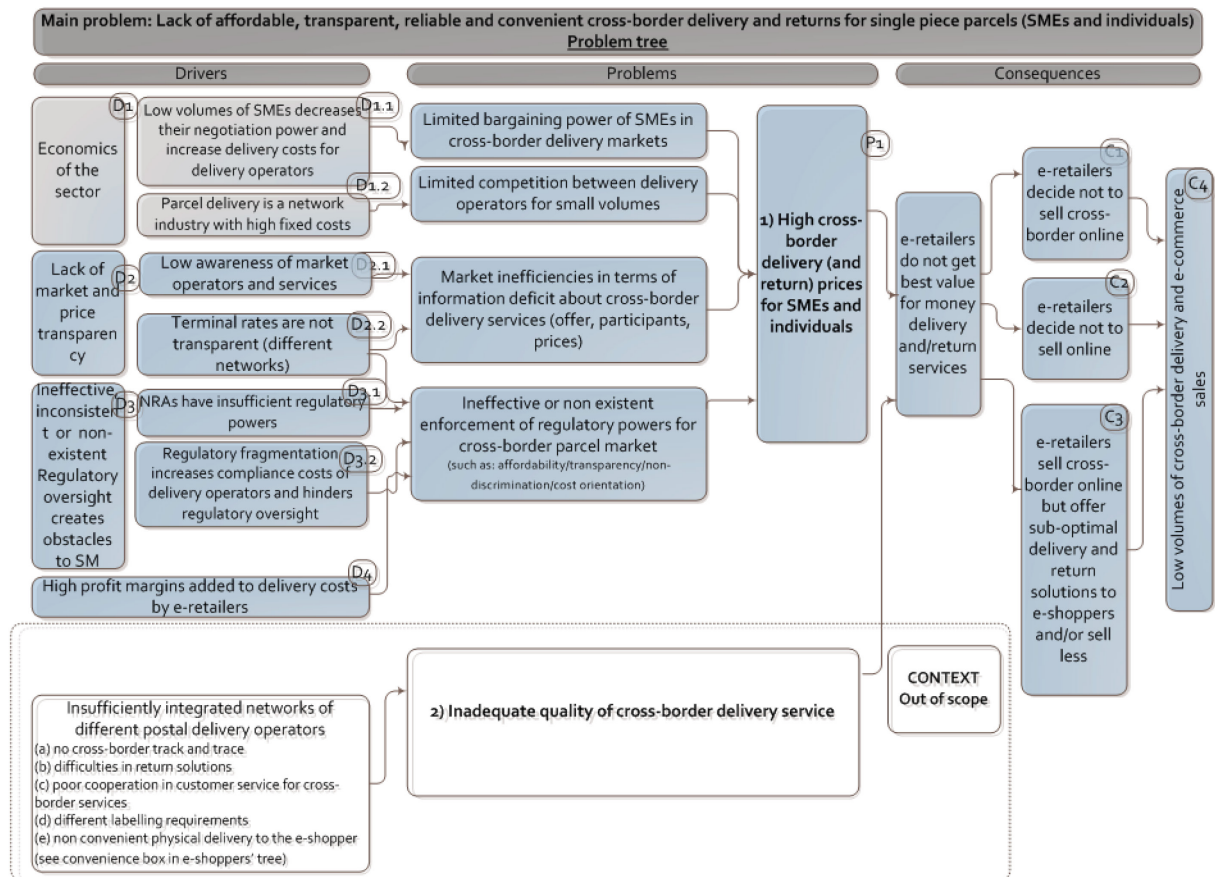 Main problem: Lack of affordable, transparent, reliable and convenient cross-border delivery and returns for single piece parcels (SMEs and individuals)
Problem tree
Drivers
Problems
Consequences
D1
Economics
of the
sector
D1.1
Low volumes of SMEs decreases
their negotiation power and
increase delivery costs for
delivery operators
D1.2
Parcel delivery is a network
industry with high fixed costs
D2
Lack of
market and
price
transparen
cy
D2.1
Low awareness of market
operators and services
D2.2
Terminal rates are not
transparent (different
networks)
D3
Ineffective
inconsisten
t or non-
existent
Regulatory
oversight
creates
obstacles
to SM
D3.1
NRAs have insufficient regulatory
powers
D3.2
Regulatory fragmentation
increases compliance costs of
delivery operators and hinders
regulatory oversight
D4
High profit margins added to delivery costs
by e-retailers
Limited bargaining power of SMEs in
cross-border delivery markets
Limited competition between delivery
operators for small volumes
Market inefficiencies in terms of
information deficit about cross-border
delivery services (offer, participants,
prices)
Ineffective or non existent
enforcement of regulatory powers for
cross-border parcel market
(such as: affordability/transparency/non-
discrimination/cost orientation)
P1
1) High cross-
border
delivery (and
return) prices
for SMEs and
individuals
e-retailers
do not get
best value
for money
delivery
and/return
services
C1
e-retailers
decide not to
sell cross-
border online
C2
e-retailers
decide not to
sell online
C3
e-retailers
sell cross-
border online
but offer
sub-optimal
delivery and
return
solutions to
e-shoppers
and/or sell
less
C4
Low volumes of cross-border delivery and e-commerce
sales
Insufficiently integrated networks of
different postal delivery operators
(a) no cross-border track and trace
(b) difficulties in return solutions
(c) poor cooperation in customer service for cross-
border services
(d) different labelling requirements
(e) non convenient physical delivery to the e-shopper
(see convenience box in e-shoppers' tree)
2) Inadequate quality of cross-border delivery service
CONTEXT
Out of scope